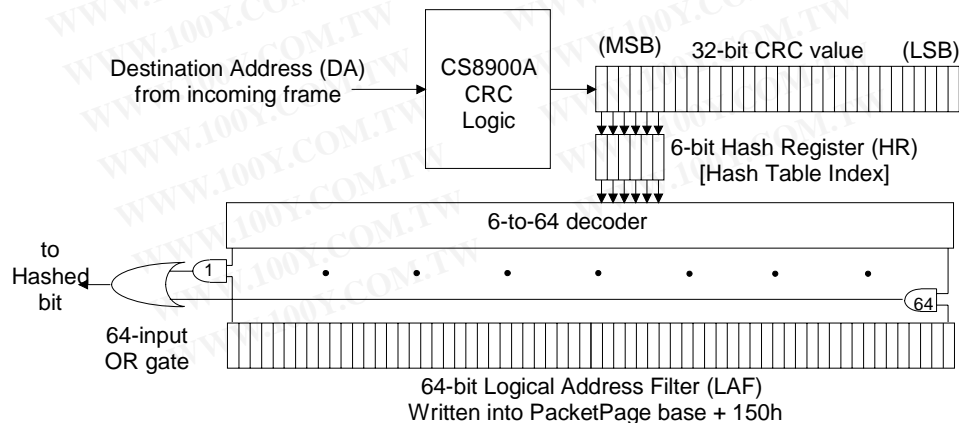 (MSB) 32-bit CRC value (LSB)
Destination Address (DA)
from incoming frame
CS8900A
CRC
Logic
6-bit Hash Register (HR)
[Hash Table Index]
6-to-64 decoder
to
Hashed
bit
1
64
64-input
OR gate
64-bit Logical Address Filter (LAF)
Written into PacketPage base + 150h
WWW.100Y.COM.TW